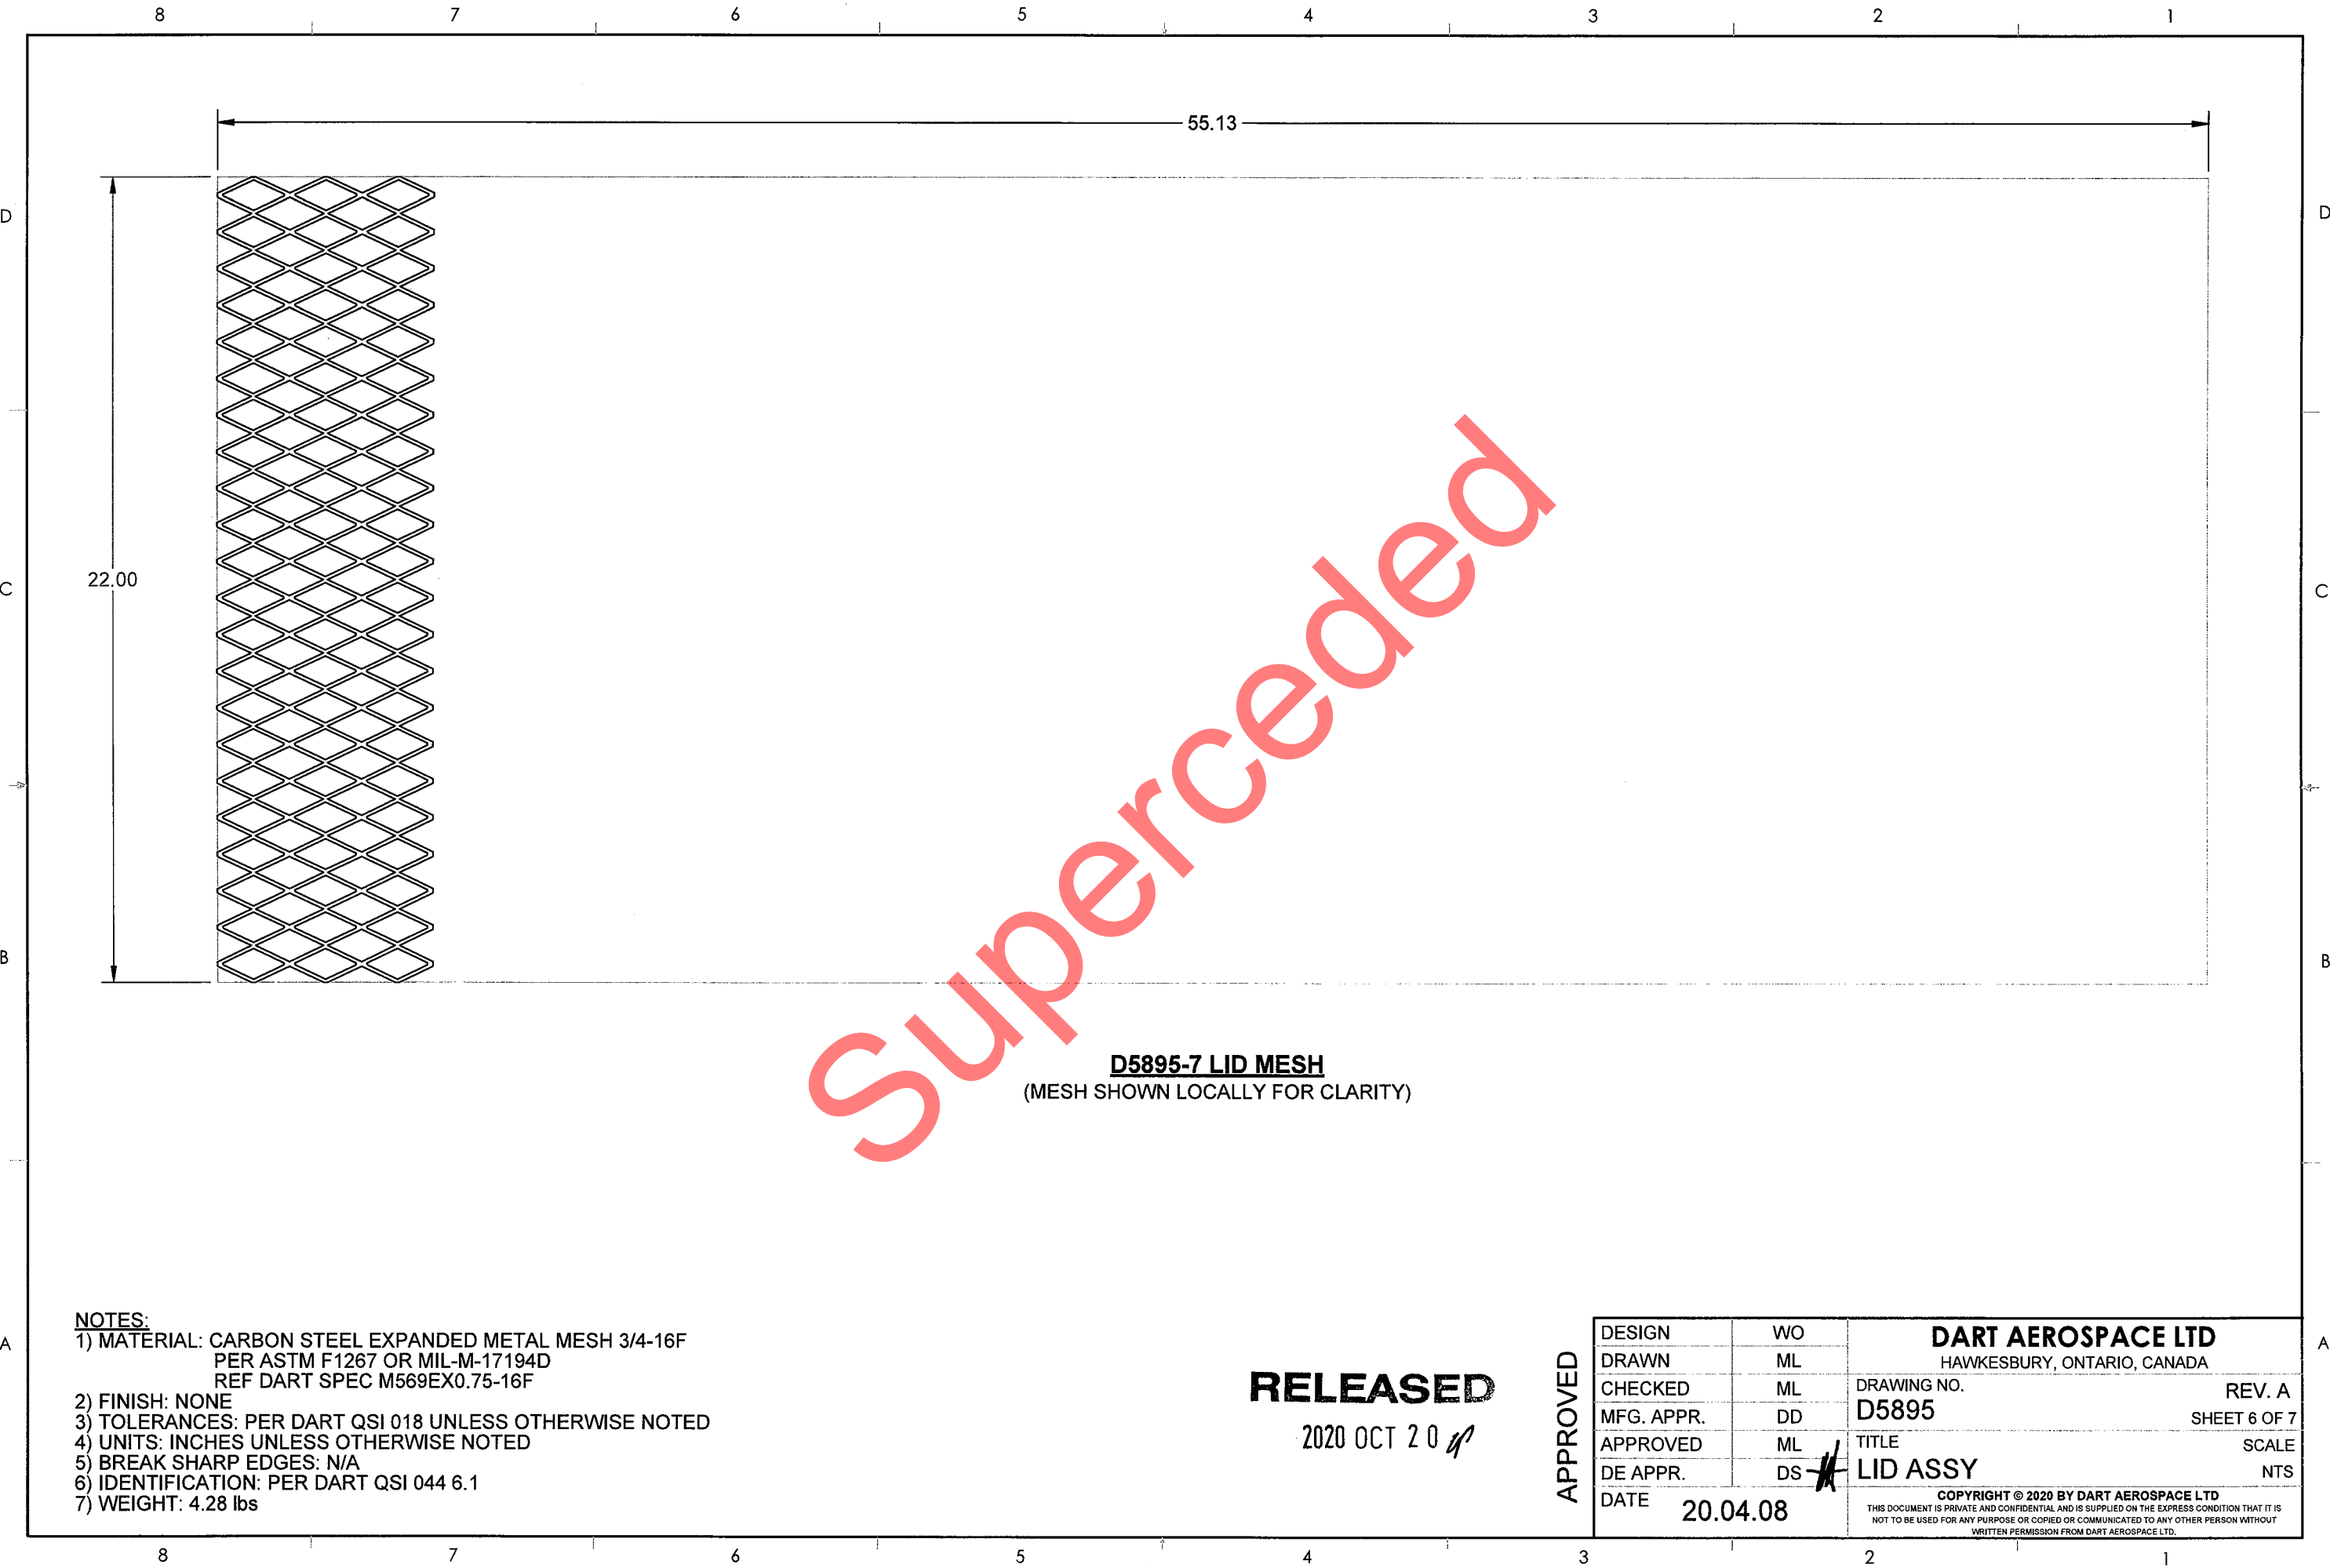 8 7 6 5 4 3 2 1
55.13
D D
22.00
C C
Superceded
B B
D5895-7 LID MESH
(MESH SHOWN LOCALLY FOR CLARITY)
NOTES:
1) MATERIAL: CARBON STEEL EXPANDED METAL MESH 3/4-16F
PER ASTM F1267 OR MIL-M-17194D
REF DART SPEC M569EX0.75-16F
2) FINISH: NONE
3) TOLERANCES: PER DART QSI 018 UNLESS OTHERWISE NOTED
4) UNITS: INCHES UNLESS OTHERWISE NOTED
5) BREAK SHARP EDGES: N/A
6) IDENTIFICATION: PER DART QSI 044 6.1
7) WEIGHT: 4.28 lbs
A A
RELEASED
2020 OCT 20
APPROVED
DESIGN WO
DRAWN ML
CHECKED ML
MFG. APPR. DD
APPROVED ML
DE APPR. DS
DATE 20.04.08
DART AEROSPACE LTD
HAWKESBURY, ONTARIO, CANADA
DRAWING NO. REV. A
D5895 SHEET 6 OF 7
TITLE SCALE
LID ASSY NTS
COPYRIGHT © 2020 BY DART AEROSPACE LTD
THIS DOCUMENT IS PRIVATE AND CONFIDENTIAL AND IS SUPPLIED ON THE EXPRESS CONDITION THAT IT IS
NOT TO BE USED FOR ANY PURPOSE OR COPIED OR COMMUNICATED TO ANY OTHER PERSON WITHOUT
WRITTEN PERMISSION FROM DART AEROSPACE LTD.
8 7 6 5 4 3 2 1